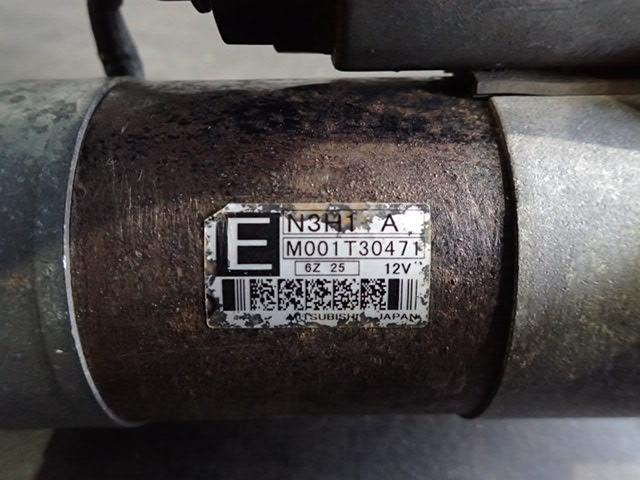 E
N3H1 A
M001T30471
6Z 25
12V
MITSUBISHI JAPAN